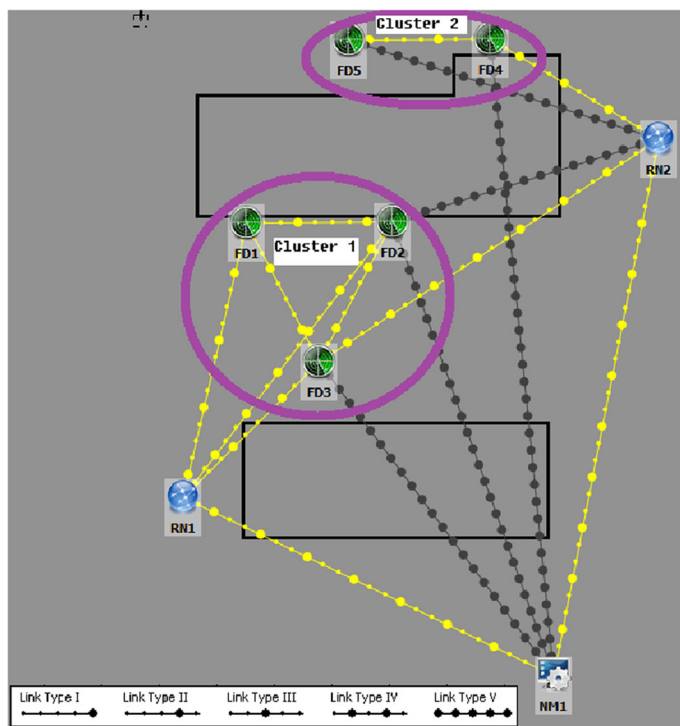 Cluster 2
FD5
FD4
RN2
FD1
Cluster 1
FD2
FD3
RN1
NM1
Link Type I
Link Type II
Link Type III
Link Type IV
Link Type V